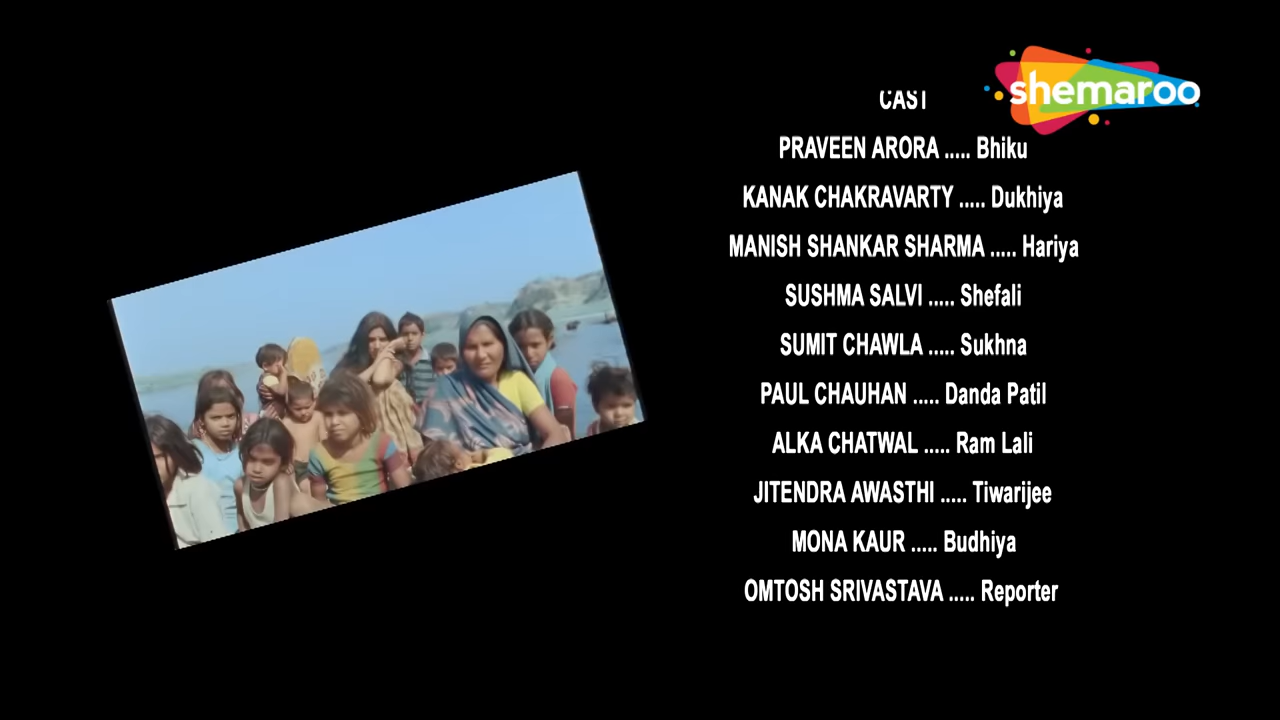 shemaroo
CAST
PRAVEEN ARORA ..... Bhiku
KANAK CHAKRAVARTY ..... Dukhiya
MANISH SHANKAR SHARMA ..... Hariya
SUSHMA SALVI ..... Shefali
SUMIT CHAWLA ..... Sukhna
PAUL CHAUHAN ..... Danda Patil
ALKA CHATWAL ..... Ram Lali
JITENDRA AWASTHI ..... Tiwarijee
MONA KAUR ..... Budhiya
OMTOSH SRIVASTAVA ..... Reporter